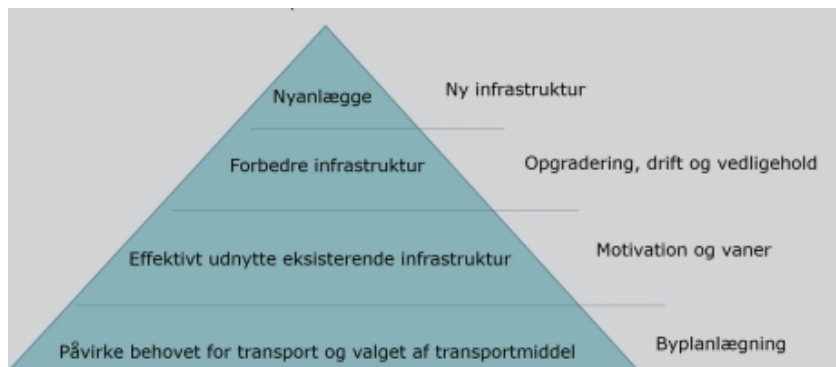 Nyanlægge
Ny infrastruktur
Forbedre infrastruktur
Opgradering, drift og vedligehold
Effektivt udnytte eksisterende infrastruktur
Motivation og vaner
Påvirke behovet for transport og valget af transportmiddel
Byplanlægning